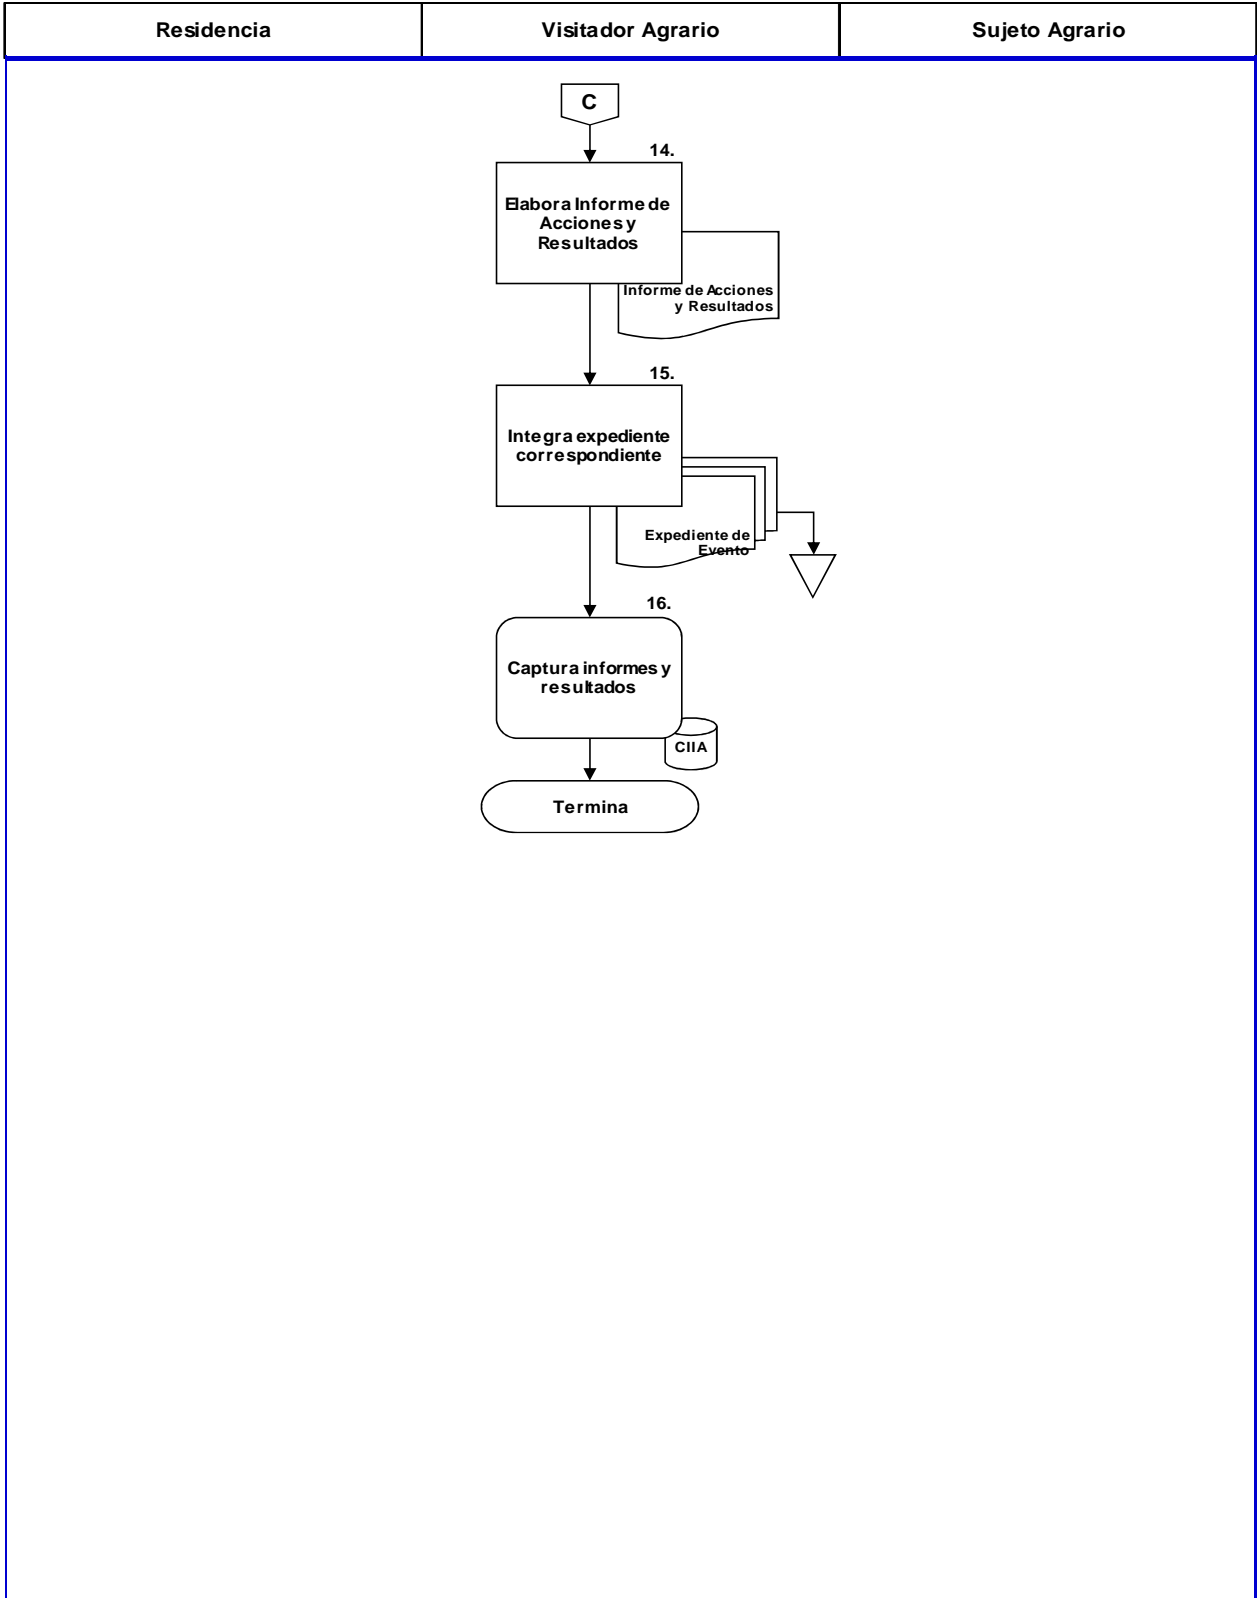 Residencia
Visitador Agrario
Sujeto Agrario
C
14.
Elabora Informe de
Acciones y
Resultados
Informe de Acciones
y Resultados
15.
Integra expediente
correspondiente
Expediente de
Evento
16.
Captura informes y
resultados
CIIA
Termina